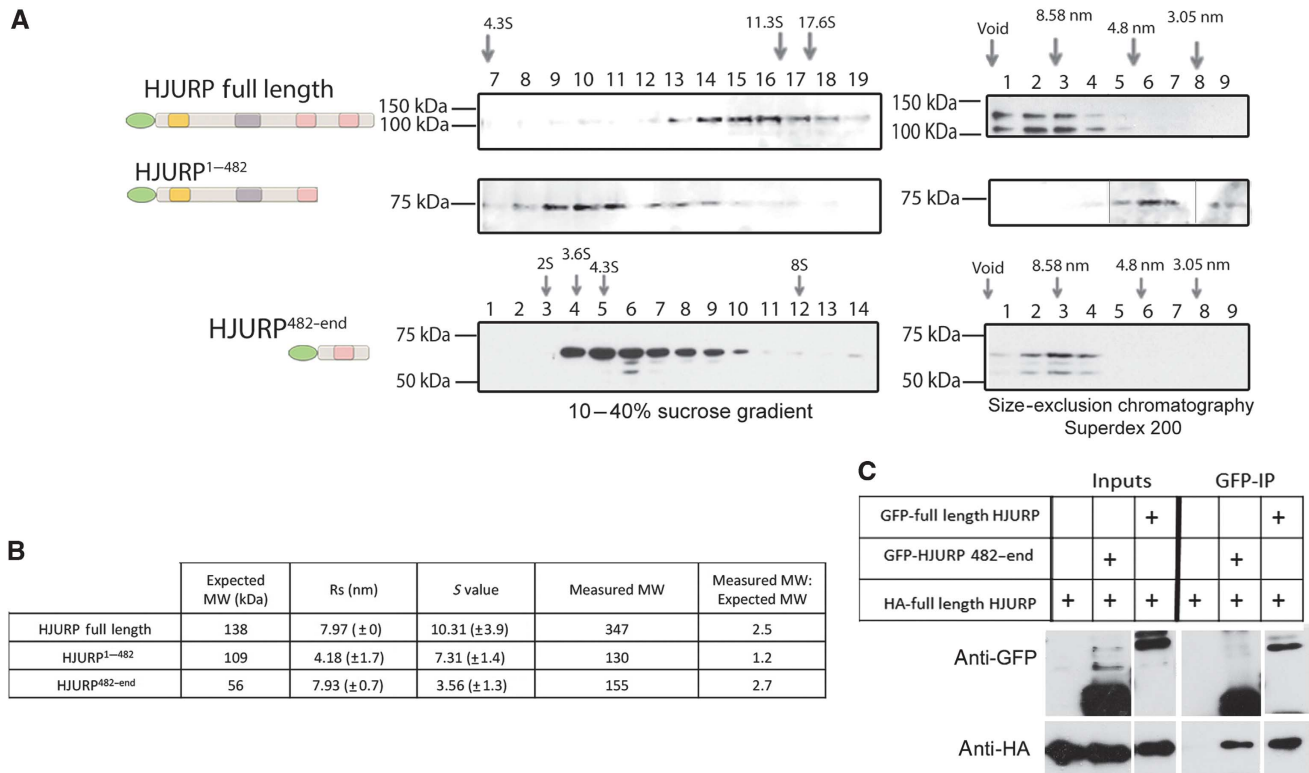 A
4.3S 11.3S 17.6S
7 8 9 10 11 12 13 14 15 16 17 18 19
HJURP full length
150 kDa
100 kDa
Void 8.58 nm 4.8 nm 3.05 nm
1 2 3 4 5 6 7 8 9
150 kDa
100 kDa
HJURP1–482
75 kDa
75 kDa
2S 3.6S 4.3S 8S
1 2 3 4 5 6 7 8 9 10 11 12 13 14
HJURP482–end
75 kDa
50 kDa
10–40% sucrose gradient
Void 8.58 nm 4.8 nm 3.05 nm
1 2 3 4 5 6 7 8 9
75 kDa
50 kDa
Size-exclusion chromatography
Superdex 200
B
Expected MW (kDa) Rs (nm) S value Measured MW Measured MW: Expected MW
HJURP full length 138 7.97 (±0) 10.31 (±3.9) 347 2.5
HJURP1–482 109 4.18 (±1.7) 7.31 (±1.4) 130 1.2
HJURP482–end 56 7.93 (±0.7) 3.56 (±1.3) 155 2.7
C
Inputs GFP-IP
GFP-full length HJURP + +
GFP-HJURP 482–end + +
HA-full length HJURP + + + + + +
Anti-GFP
Anti-HA